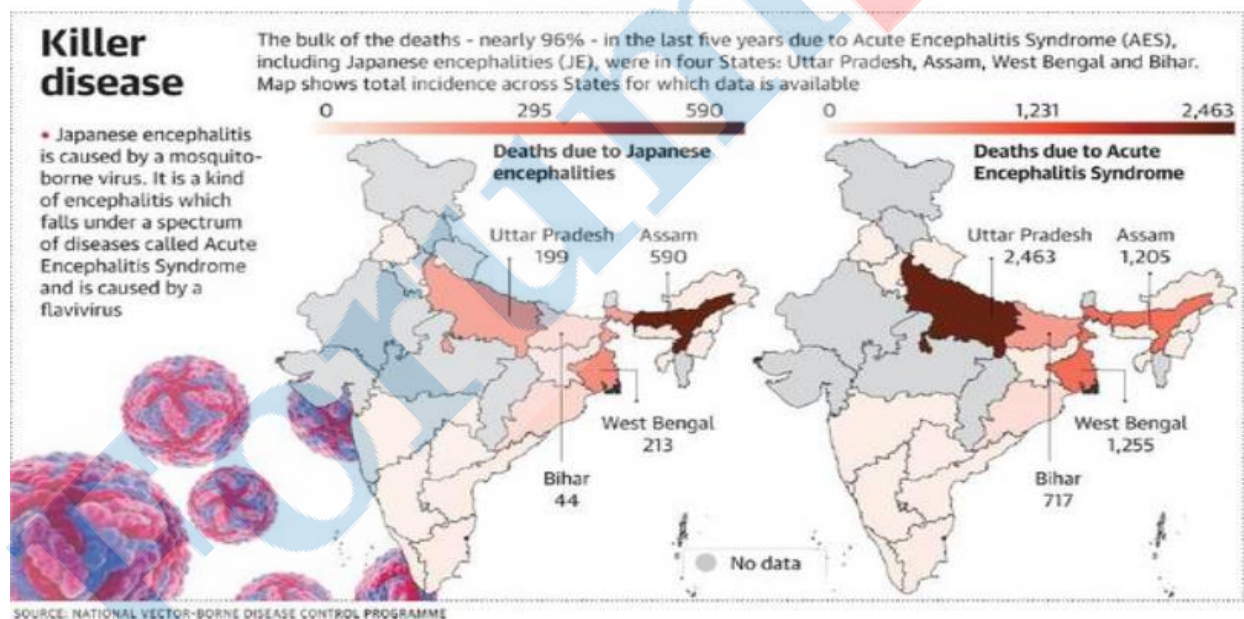 Killer
disease
The bulk of the deaths - nearly 96% - in the last five years due to Acute Encephalitis Syndrome (AES),
including Japanese encephalities (JE), were in four States: Uttar Pradesh, Assam, West Bengal and Bihar.
Map shows total incidence across States for which data is available
• Japanese encephalitis
is caused by a mosquito-
borne virus. It is a kind
of encephalitis which
falls under a spectrum
of diseases called Acute
Encephalitis Syndrome
and is caused by a
flavivirus
0 295 590
Deaths due to Japanese
encephalities
Uttar Pradesh
199
Assam
590
West Bengal
213
Bihar
44
0 1,231 2,463
Deaths due to Acute
Encephalitis Syndrome
Uttar Pradesh
2,463
Assam
1,205
West Bengal
1,255
Bihar
717
No data
SOURCE: NATIONAL VECTOR-BORNE DISEASE CONTROL PROGRAMME